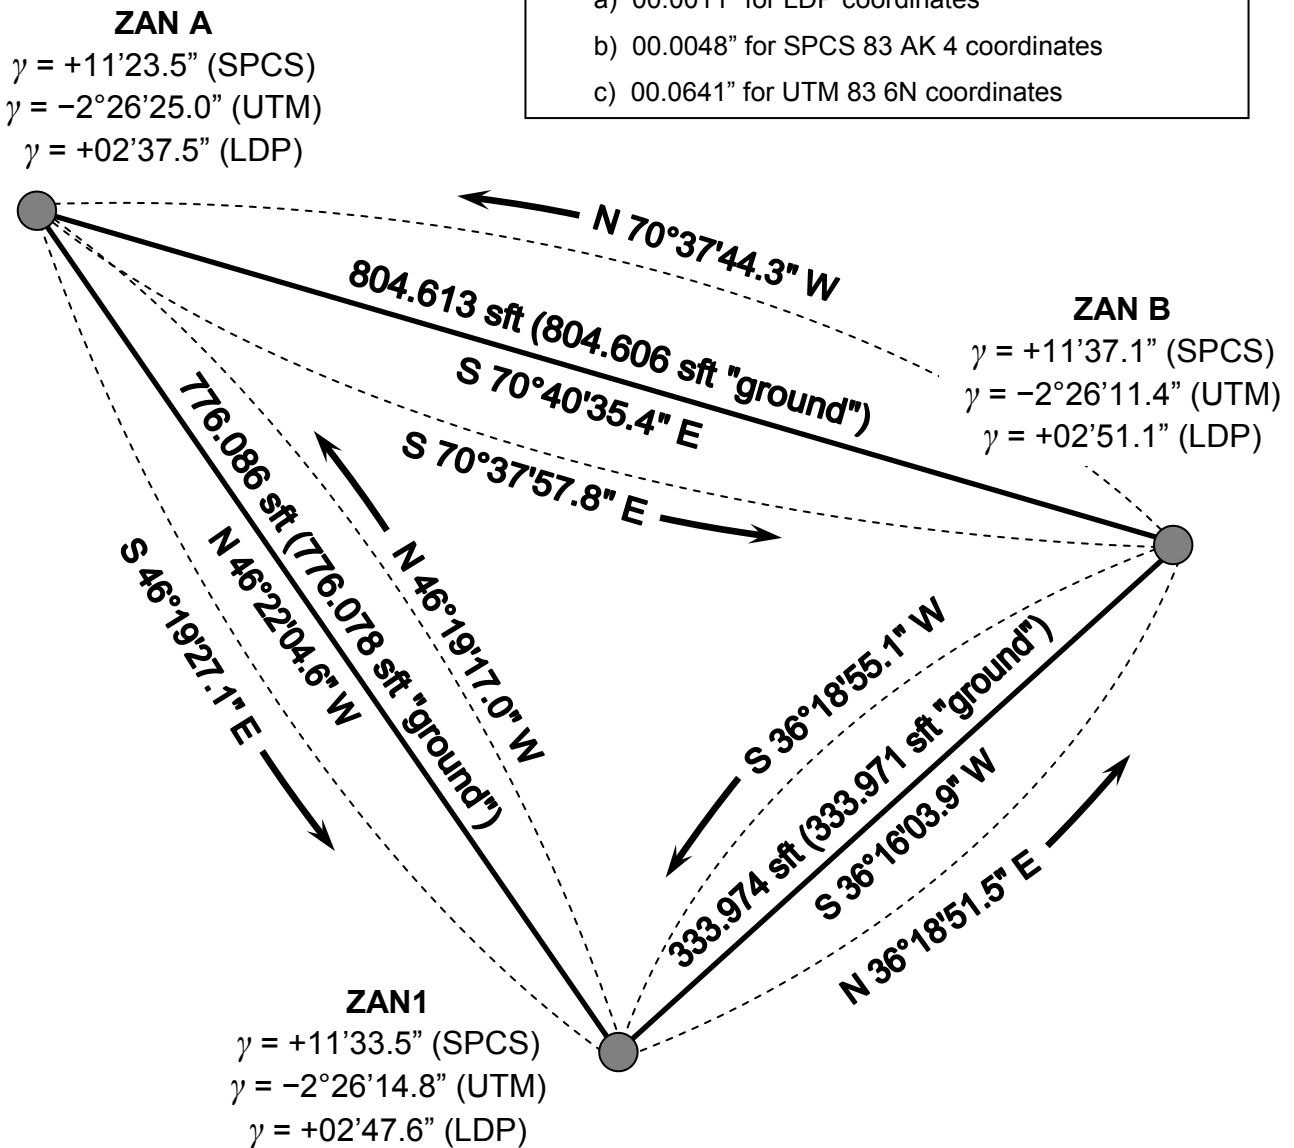 a) 00.0011" for LDP coordinates
b) 00.0048” for SPCS 83 AK 4 coordinates
c) 00.0641” for UTM 83 6N coordinates
ZAN A
γ = +11’23.5” (SPCS)
γ = −2°26’25.0” (UTM)
γ = +02’37.5” (LDP)
N 70°37'44.3" W
804.613 sft (804.606 sft "ground")
S 70°40'35.4" E
S 70°37'57.8" E
ZAN B
γ = +11’37.1” (SPCS)
γ = −2°26’11.4” (UTM)
γ = +02’51.1” (LDP)
776.086 sft (776.078 sft "ground")
N 46°22'04.6" W
N 46°19'17.0" W
S 46°19'27.1" E
S 36°18'55.1" W
333.974 sft (333.971 sft "ground")
S 36°16'03.9" W
N 36°18'51.5" E
ZAN1
γ = +11’33.5” (SPCS)
γ = −2°26’14.8” (UTM)
γ = +02’47.6” (LDP)